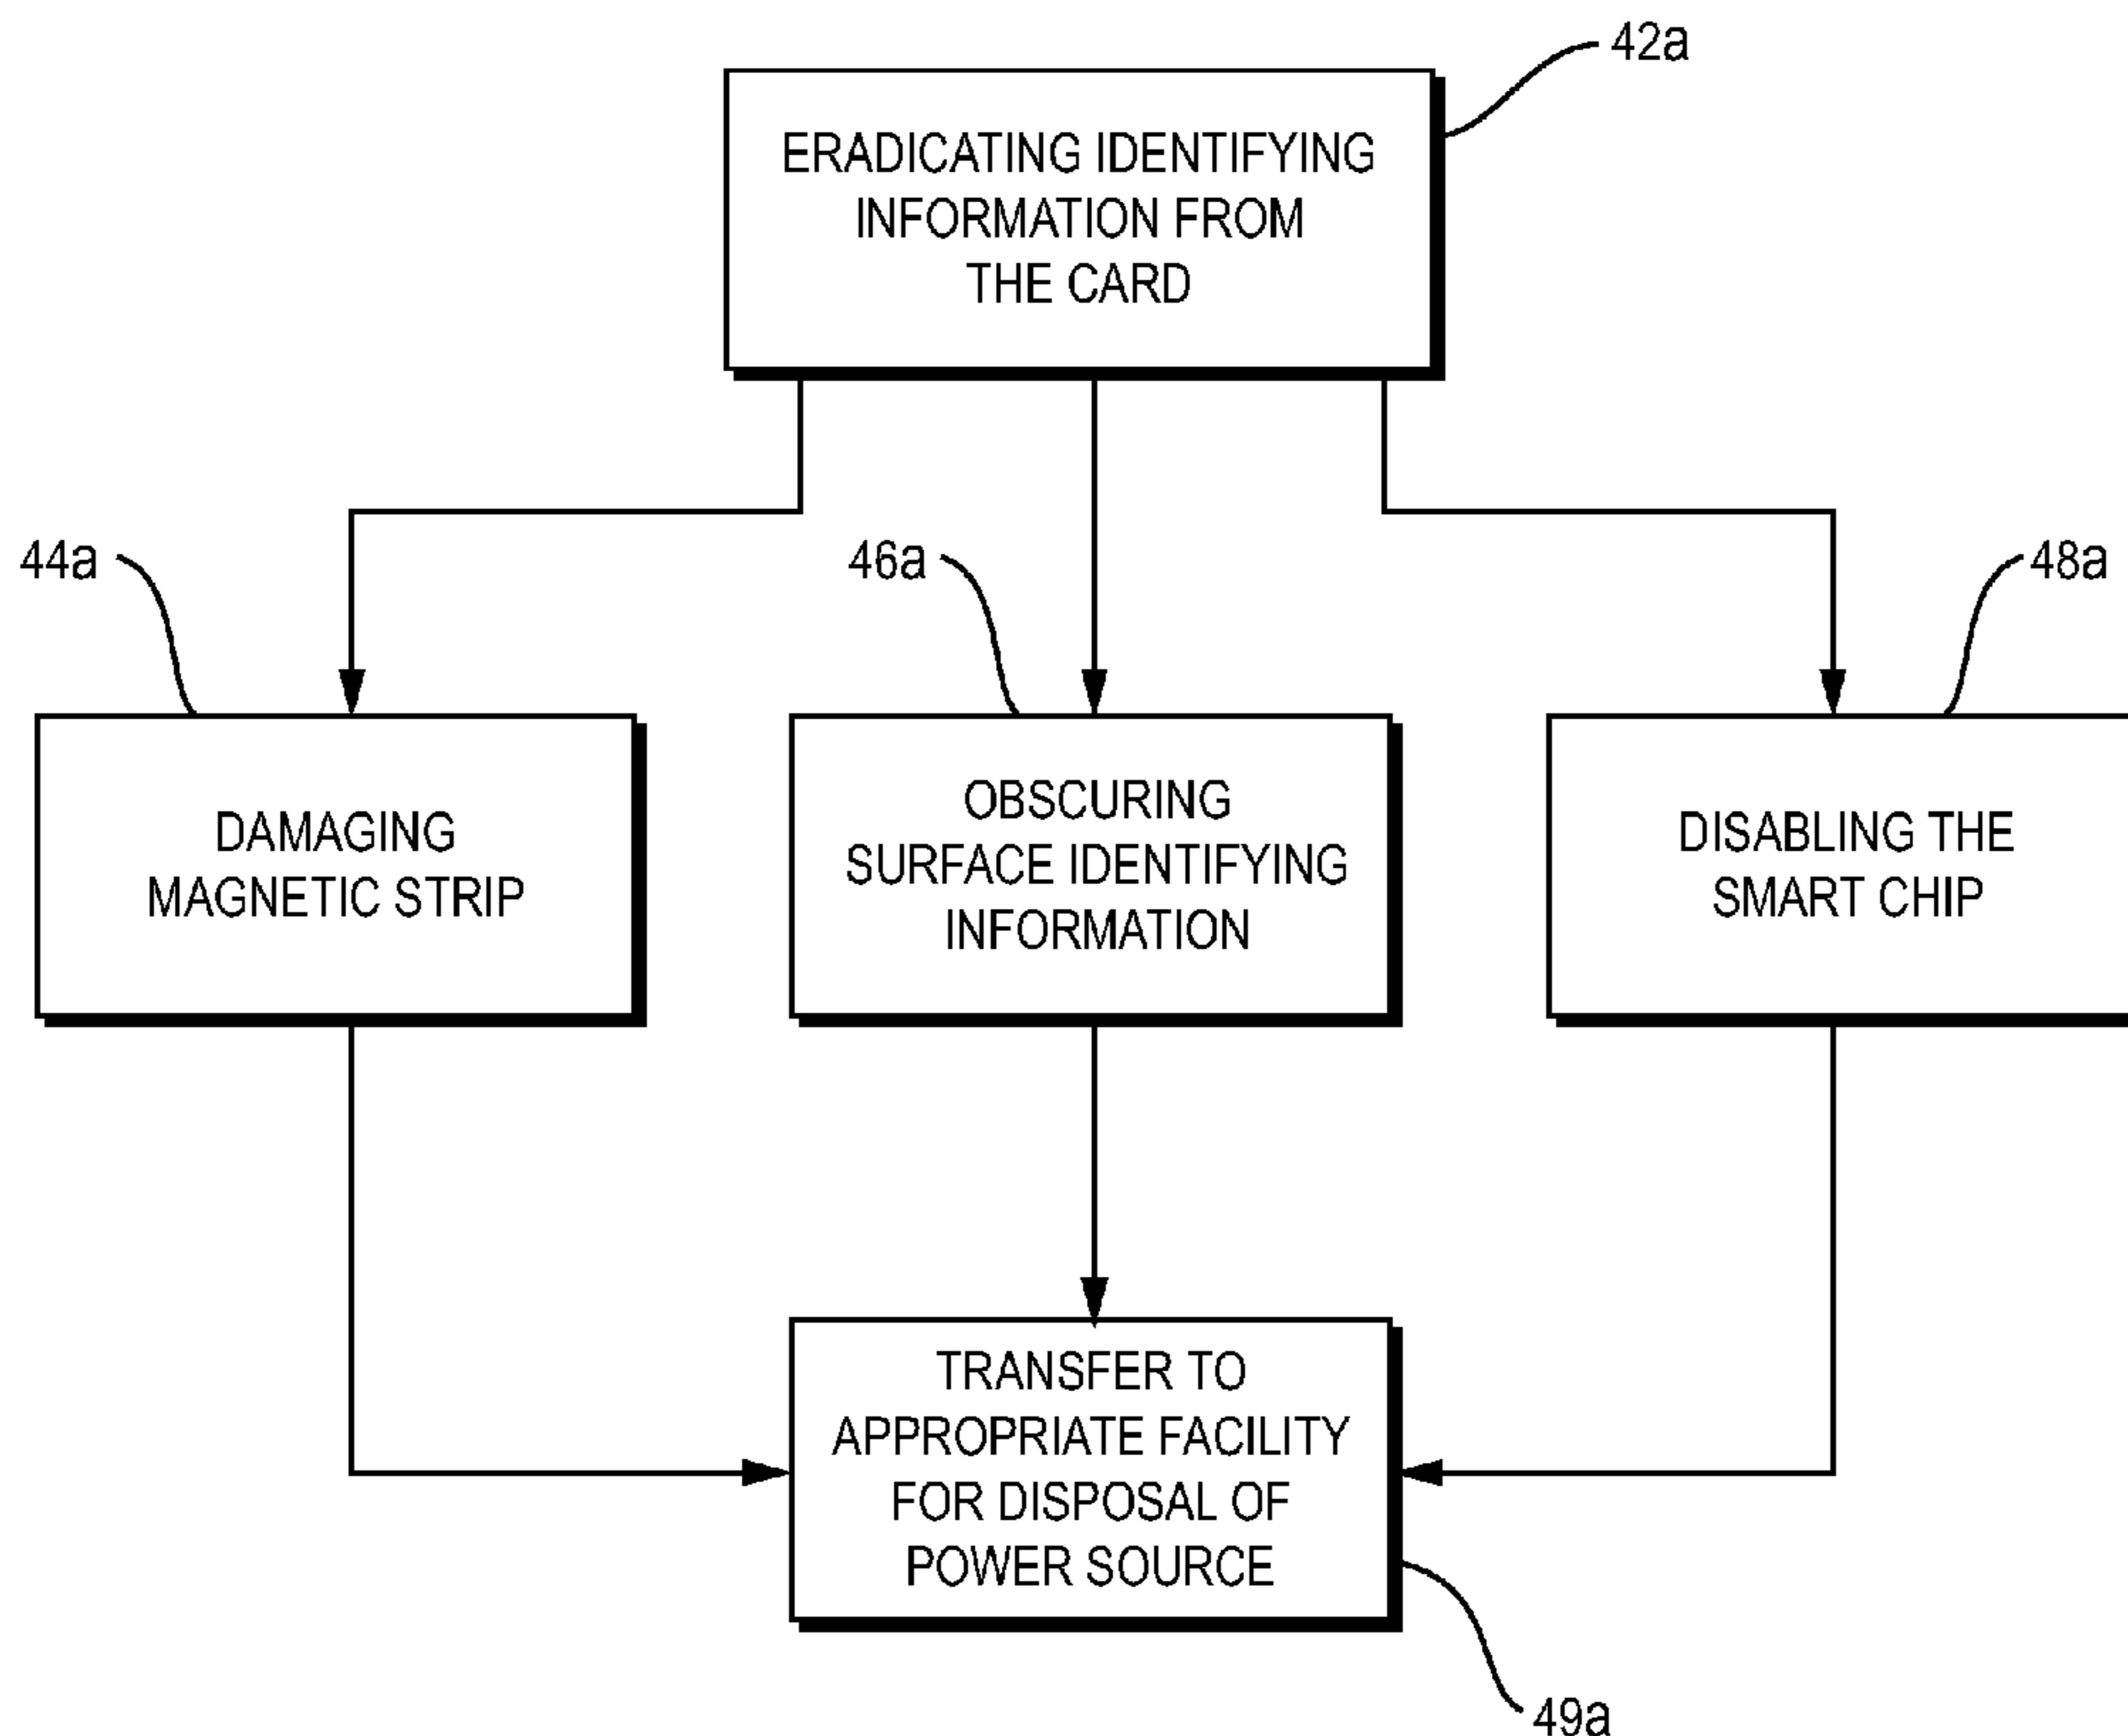 42a
ERADICATING IDENTIFYING
INFORMATION FROM
THE CARD
44a
46a
48a
DAMAGING
MAGNETIC STRIP
OBSCURING
SURFACE IDENTIFYING
INFORMATION
DISABLING THE
SMART CHIP
TRANSFER TO
APPROPRIATE FACILITY
FOR DISPOSAL OF
POWER SOURCE
49a